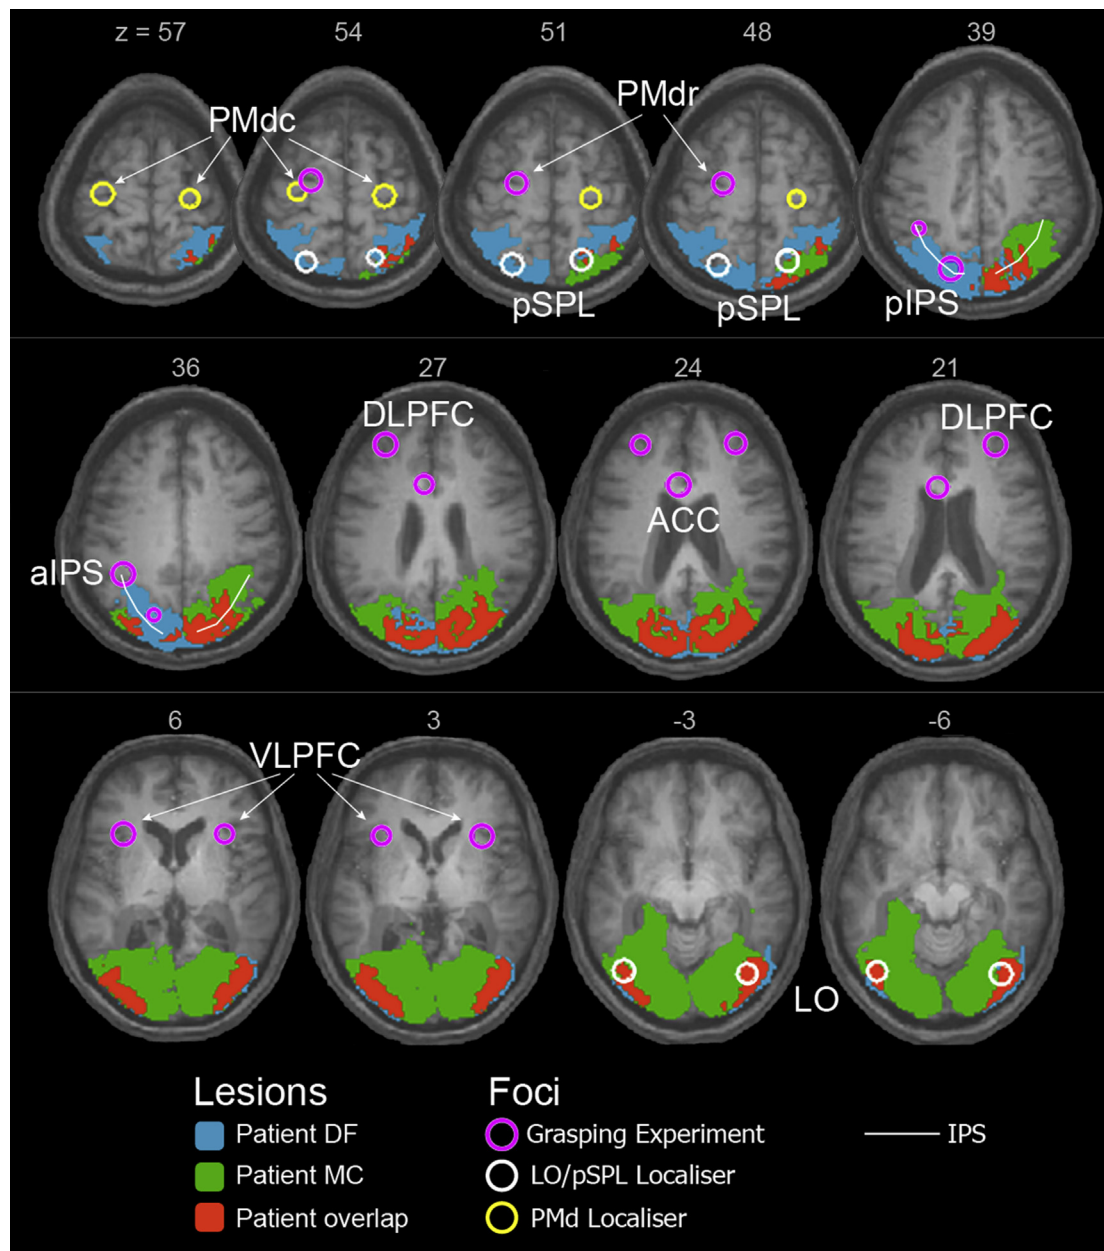 z = 57 54 51 48 39
PMdc PMdr
pSPL pSPL pIPS
36 27 24 21
DLPFC DLPFC
ACC
aIPS
6 3 -3 -6
VLPFC
LO
Lesions Foci
Patient DF Grasping Experiment IPS
Patient MC LO/pSPL Localiser
Patient overlap PMd Localiser